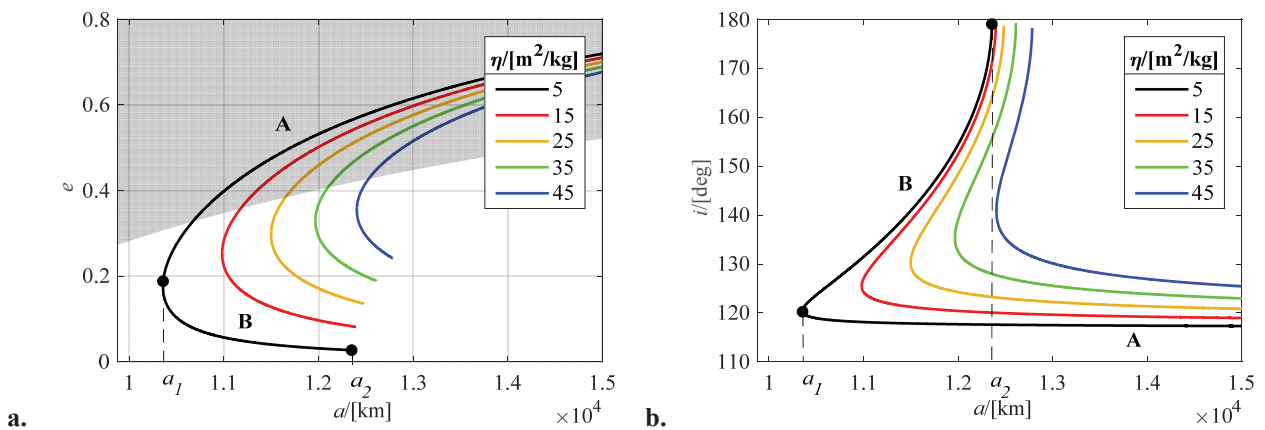 0.8
0.6
0.4
0.2
0
e
η/[m²/kg]
5
15
25
35
45
A
B
1
a₁
1.1
1.2
a₂
1.3
1.4
1.5
a/[km]
×10⁴
a.
180
170
160
150
140
130
120
110
i/[deg]
η/[m²/kg]
5
15
25
35
45
B
A
1
a₁
1.1
1.2
a₂
1.3
1.4
1.5
a/[km]
×10⁴
b.